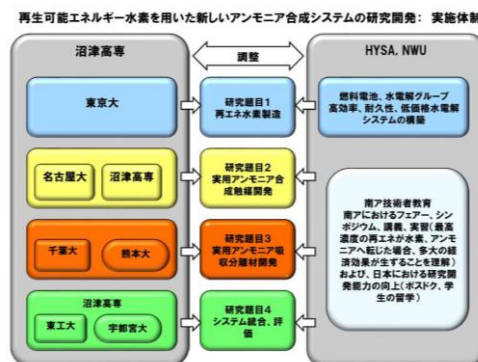 再生可能エネルギー水素を用いた新しいアンモニア合成システムの研究開発: 実施体制
沼津高専
調整
HYSA, NWU
東京大
研究題目1
再エネ水素製造
燃料電池、水電解グループ
高効率、耐久性、低価格水電解
システムの構築
名古屋大
沼津高専
研究題目2
実用アンモニア合
成触媒開発
千葉大
熊本大
研究題目3
実用アンモニア吸
収分離材開発
南ア技術者教育
南アにおけるフェアー、シン
ポジウム、講義、実習(最高
濃度の再エネが水素、アンモ
ニアへ転じた場合、多大の経
済効果が生ずることを理解)
および、日本における研究開
発能力の向上(ポスドク、学
生の留学)
沼津高専
東工大
宇都宮大
研究題目4
システム統合、評
価